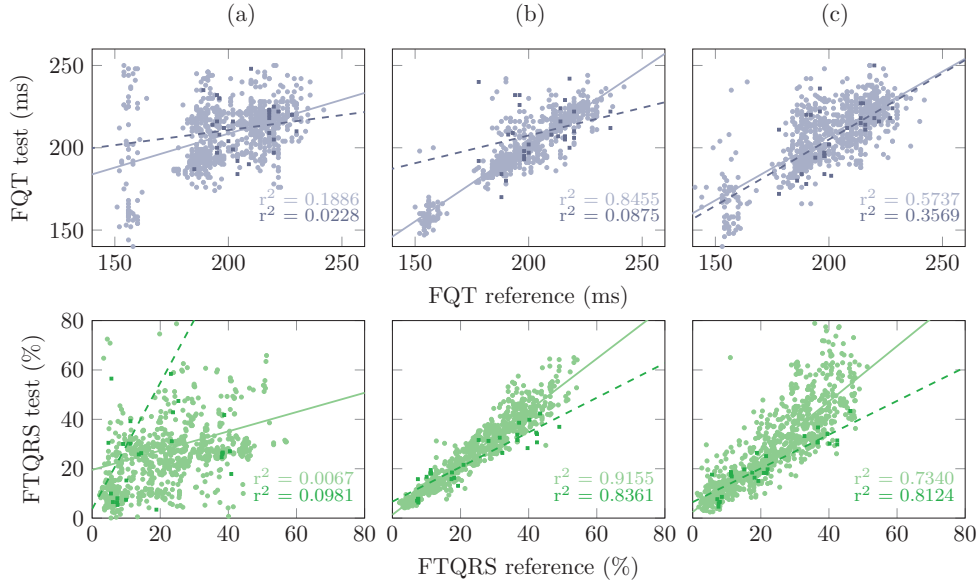 (a) (b) (c)
FQT test (ms)
250
200
150
r² = 0.1886
r² = 0.0228
150 200 250
r² = 0.8455
r² = 0.0875
150 200 250
r² = 0.5737
r² = 0.3569
150 200 250
FQT reference (ms)
FTQRS test (%)
80
60
40
20
0
r² = 0.0067
r² = 0.0981
0 20 40 60 80
r² = 0.9155
r² = 0.8361
0 20 40 60 80
r² = 0.7340
r² = 0.8124
0 20 40 60 80
FTQRS reference (%)